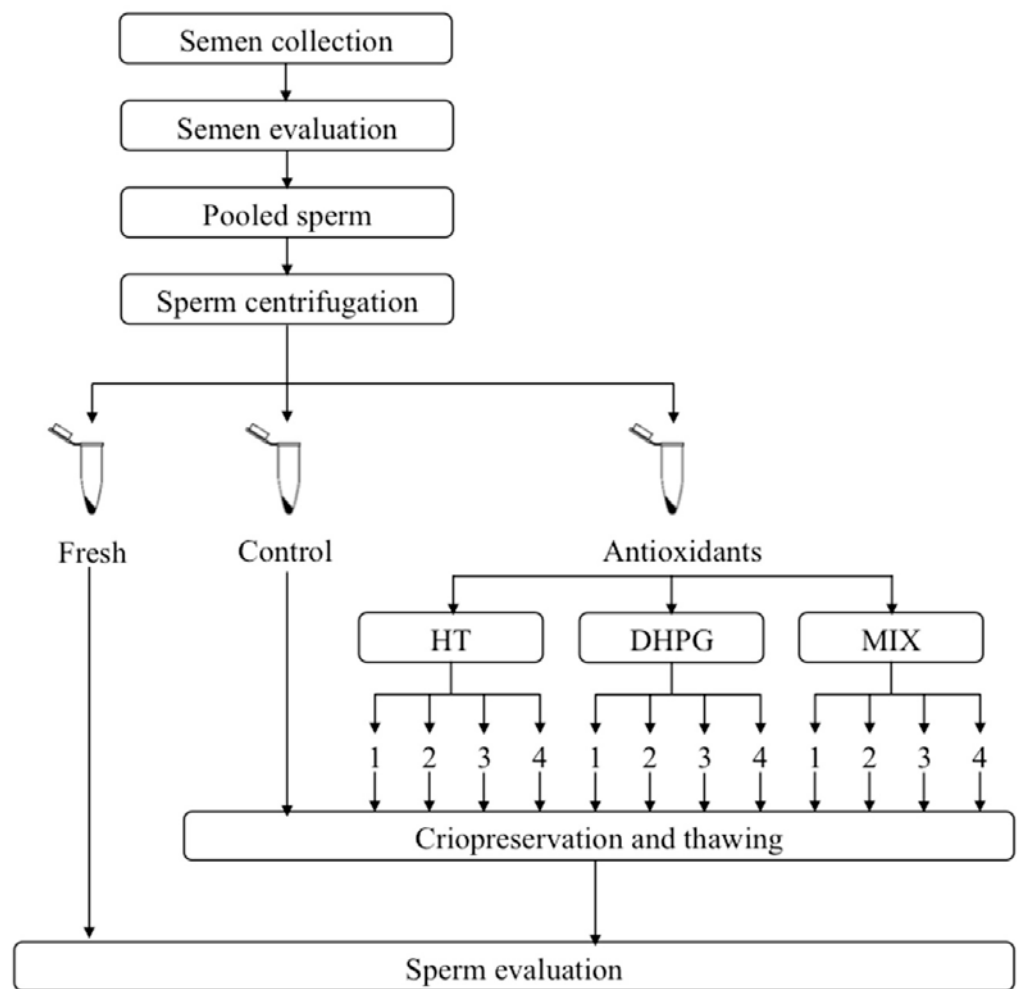 Semen collection
Semen evaluation
Pooled sperm
Sperm centrifugation
Fresh Control Antioxidants
HT DHPG MIX
1 2 3 4 1 2 3 4 1 2 3 4
Criopreservation and thawing
Sperm evaluation